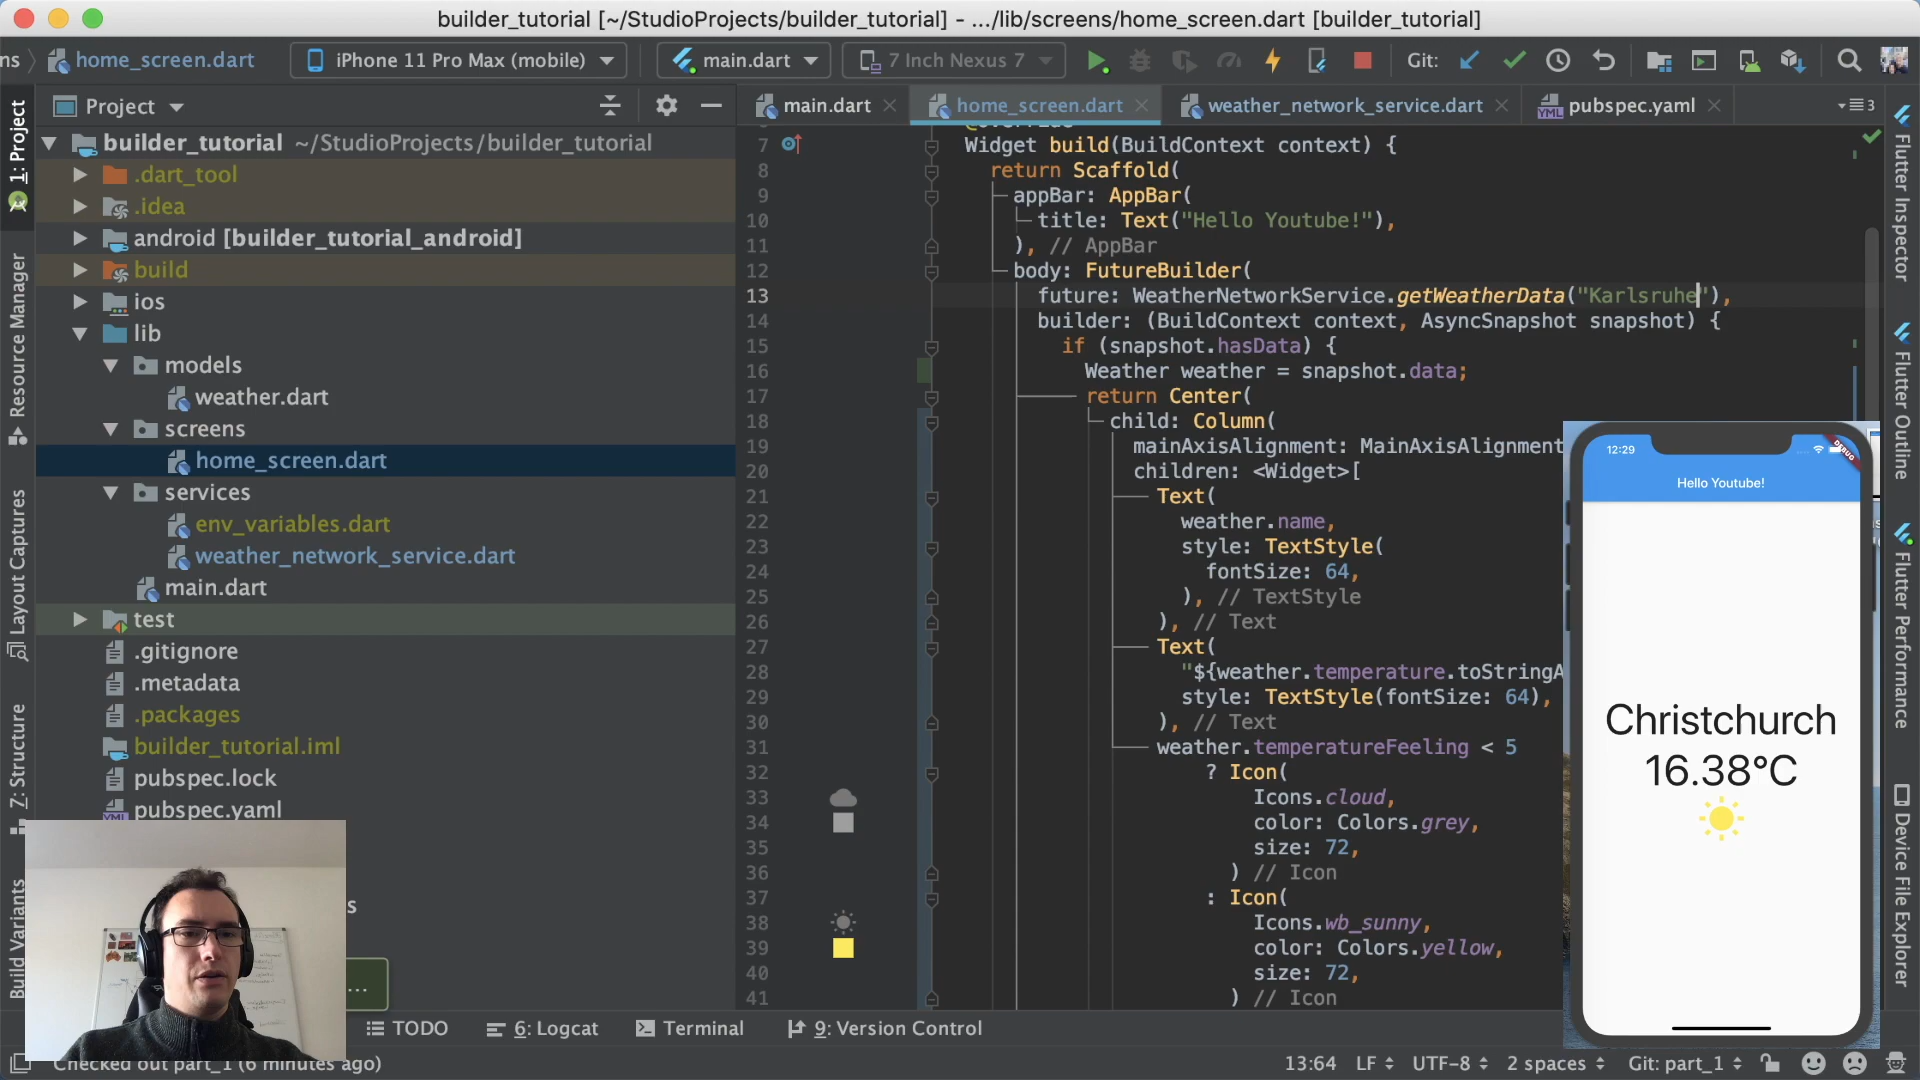 builder_tutorial [~/StudioProjects/builder_tutorial] - .../lib/screens/home_screen.dart [builder_tutorial]
ns
home_screen.dart
iPhone 11 Pro Max (mobile)
main.dart
7 Inch Nexus 7
Git:
Project
main.dart
home_screen.dart
weather_network_service.dart
pubspec.yaml
3
1: Project
Resource Manager
Layout Captures
7: Structure
Build Variants
builder_tutorial ~/StudioProjects/builder_tutorial
.dart_tool
.idea
android [builder_tutorial_android]
build
ios
lib
models
weather.dart
screens
home_screen.dart
services
env_variables.dart
weather_network_service.dart
main.dart
test
.gitignore
.metadata
.packages
builder_tutorial.iml
pubspec.lock
pubspec.yaml
s
...
7 Widget build(BuildContext context) {
8 return Scaffold(
9 appBar: AppBar(
10 title: Text("Hello Youtube!"),
11 ), // AppBar
12 body: FutureBuilder(
13 future: WeatherNetworkService.getWeatherData("Karlsruhe"),
14 builder: (BuildContext context, AsyncSnapshot snapshot) {
15 if (snapshot.hasData) {
16 Weather weather = snapshot.data;
17 return Center(
18 child: Column(
19 mainAxisAlignment: MainAxisAlignment
20 children: <Widget>[
21 Text(
22 weather.name,
23 style: TextStyle(
24 fontSize: 64,
25 ), // TextStyle
26 ), // Text
27 Text(
28 "${weather.temperature.toStringA
29 style: TextStyle(fontSize: 64),
30 ), // Text
31 weather.temperatureFeeling < 5
32 ? Icon(
33 Icons.cloud,
34 color: Colors.grey,
35 size: 72,
36 ) // Icon
37 : Icon(
38 Icons.wb_sunny,
39 color: Colors.yellow,
40 size: 72,
41 ) // Icon
12:29
DEBUG
Hello Youtube!
Christchurch
16.38°C
Flutter Inspector
Flutter Outline
Flutter Performance
Device File Explorer
TODO
6: Logcat
Terminal
9: Version Control
Checked out part_1 (6 minutes ago)
13:64
LF
UTF-8
2 spaces
Git: part_1